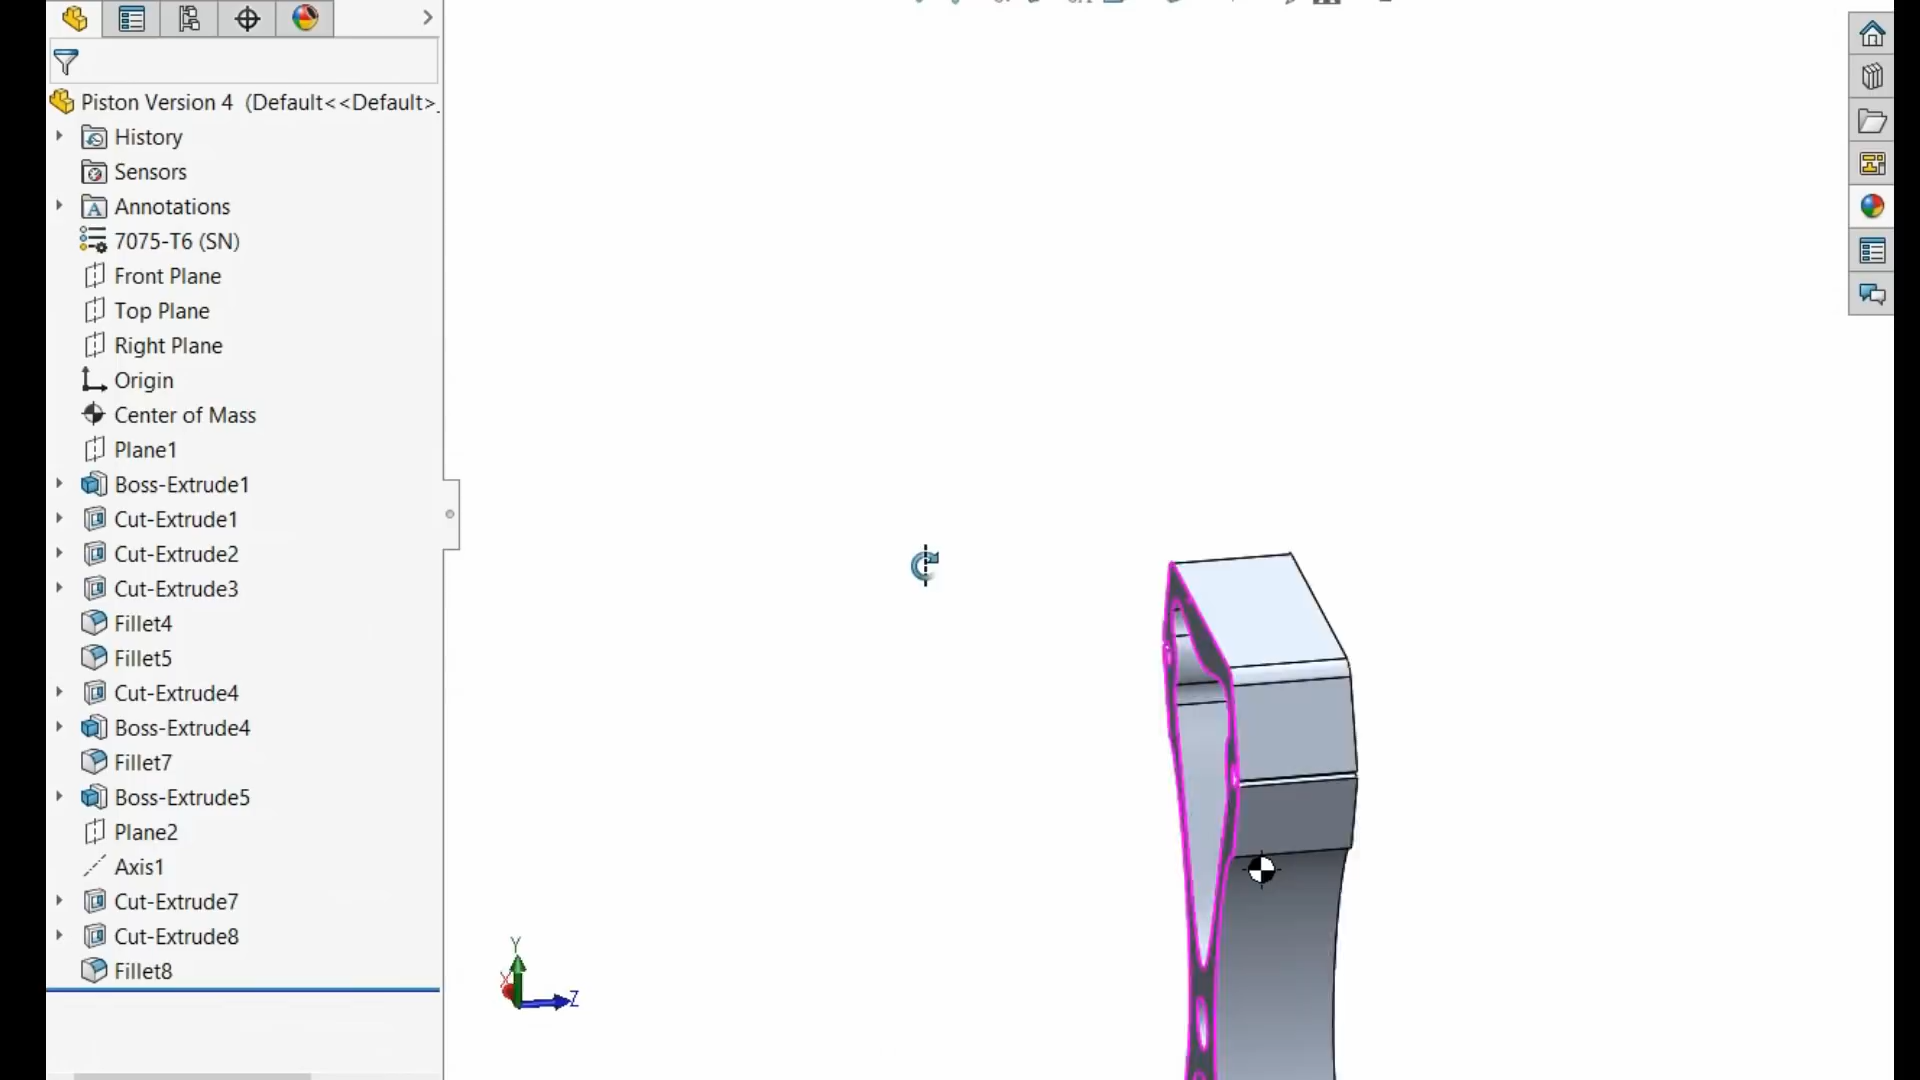 Piston Version 4 (Default<<Default>_
History
Sensors
Annotations
7075-T6 (SN)
Front Plane
Top Plane
Right Plane
Origin
Center of Mass
Plane1
Boss-Extrude1
Cut-Extrude1
Cut-Extrude2
Cut-Extrude3
Fillet4
Fillet5
Cut-Extrude4
Boss-Extrude4
Fillet7
Boss-Extrude5
Plane2
Axis1
Cut-Extrude7
Cut-Extrude8
Fillet8
Y
X
Z